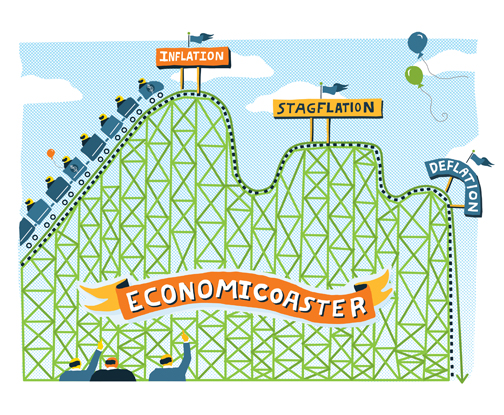 INFLATION
STAGFLATION
DEFLATION
ECONOMICOASTER